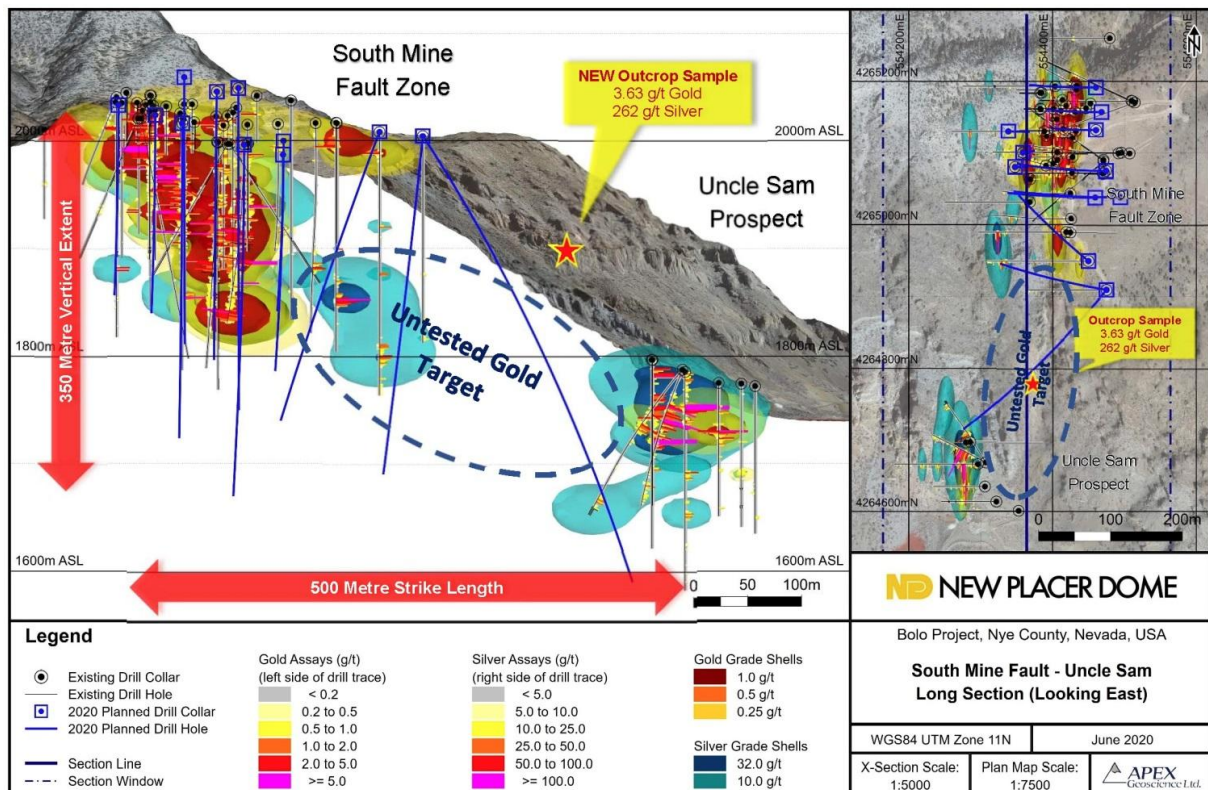 South Mine
Fault Zone
NEW Outcrop Sample
3.63 g/t Gold
262 g/t Silver
2000m ASL
2000m ASL
Uncle Sam
Prospect
350 Metre Vertical Extent
Untested Gold
Target
1800m ASL
1800m ASL
1600m ASL
1600m ASL
500 Metre Strike Length
0 50 100m
554200mE
554400mE
N
4265200mN
South Mine
Fault Zone
4265000mN
Outcrop Sample
3.63 g/t Gold
262 g/t Silver
4264800mN
Untested Gold
Target
Uncle Sam
Prospect
4264600mN
0 100 200m
Legend
Existing Drill Collar
Existing Drill Hole
2020 Planned Drill Collar
2020 Planned Drill Hole
Section Line
Section Window
Gold Assays (g/t)
(left side of drill trace)
< 0.2
0.2 to 0.5
0.5 to 1.0
1.0 to 2.0
2.0 to 5.0
>= 5.0
Silver Assays (g/t)
(right side of drill trace)
< 5.0
5.0 to 10.0
10.0 to 25.0
25.0 to 50.0
50.0 to 100.0
>= 100.0
Gold Grade Shells
1.0 g/t
0.5 g/t
0.25 g/t
Silver Grade Shells
32.0 g/t
10.0 g/t
ND NEW PLACER DOME
Bolo Project, Nye County, Nevada, USA
South Mine Fault - Uncle Sam
Long Section (Looking East)
WGS84 UTM Zone 11N
June 2020
X-Section Scale:
1:5000
Plan Map Scale:
1:7500
APEX
Geoscience Ltd.